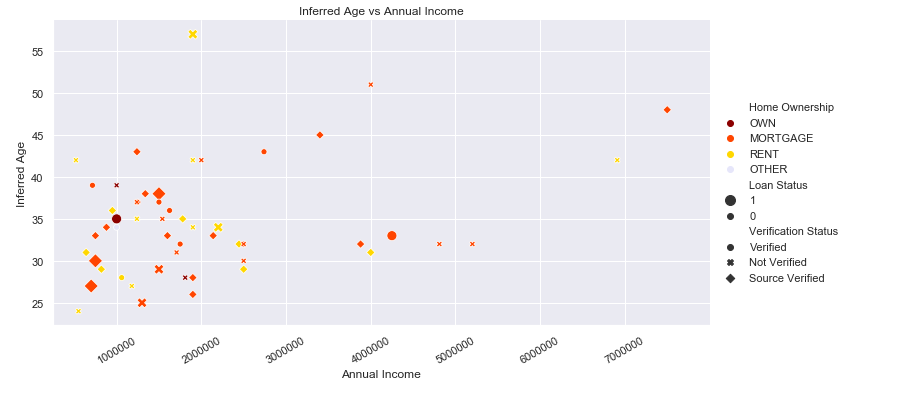 Inferred Age vs Annual Income
55
50
45
40
35
30
25
Inferred Age
1000000
2000000
3000000
4000000
5000000
6000000
7000000
Annual Income
Home Ownership
OWN
MORTGAGE
RENT
OTHER
Loan Status
1
0
Verification Status
Verified
Not Verified
Source Verified